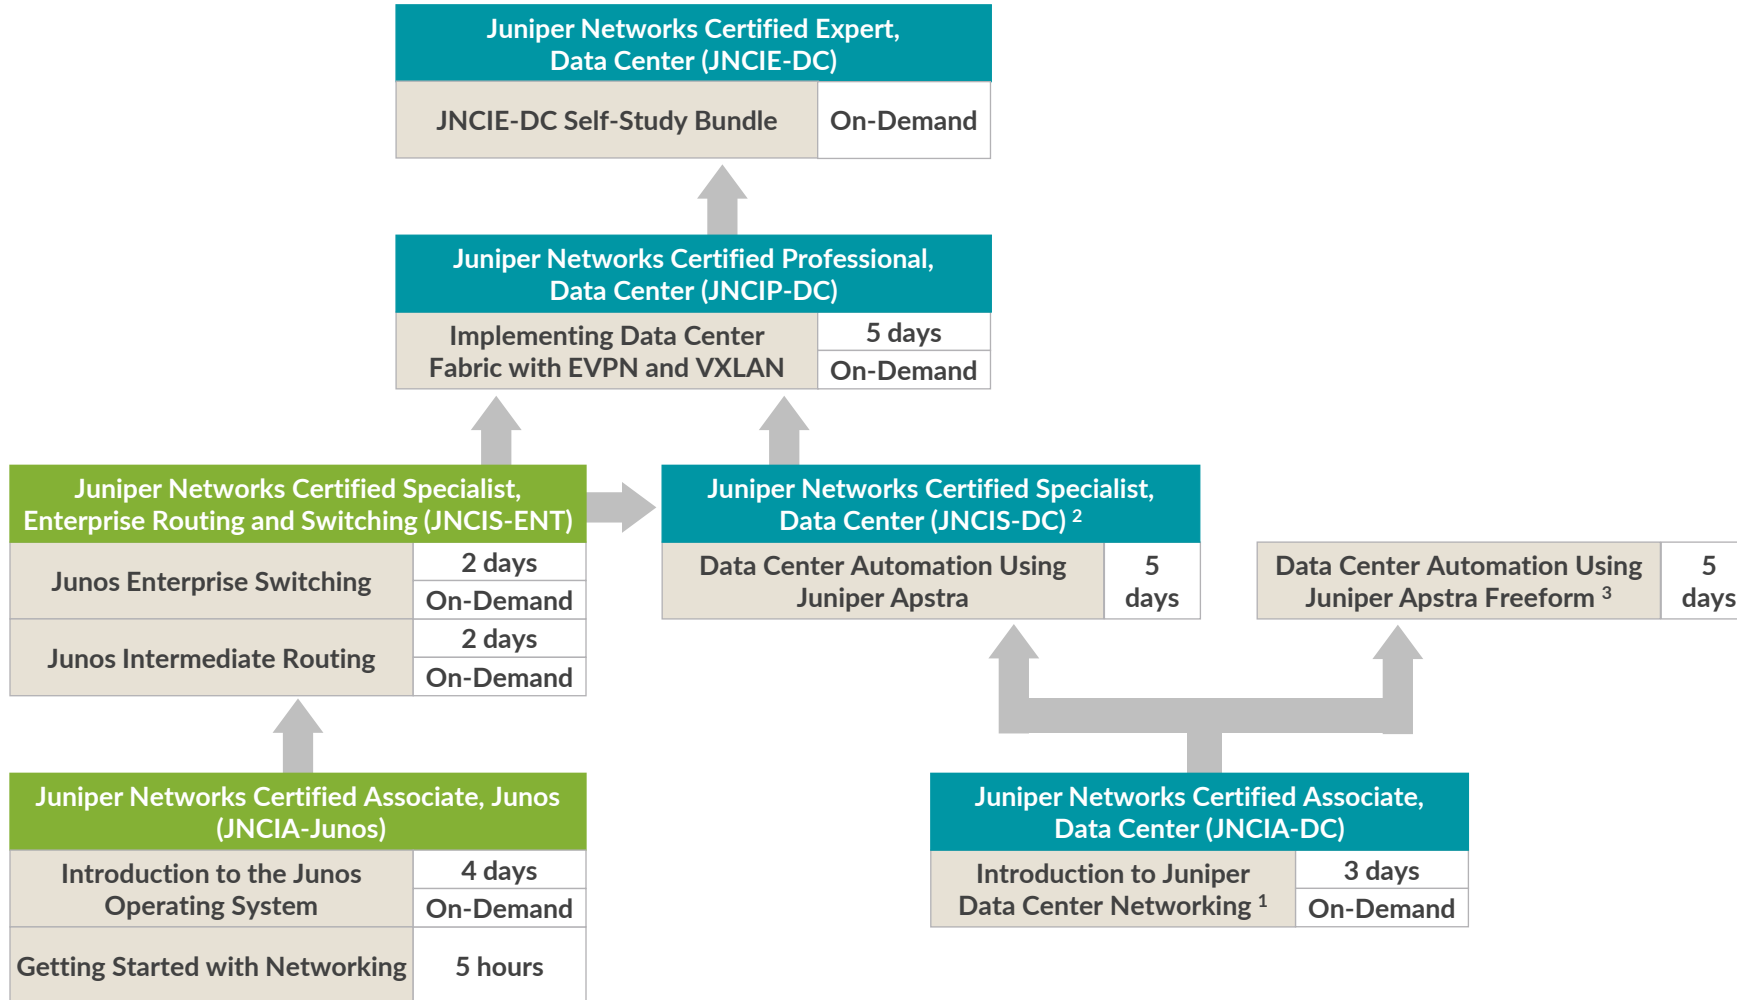 Juniper Networks Certified Expert,
Data Center (JNCIE-DC)
JNCIE-DC Self-Study Bundle
On-Demand
Juniper Networks Certified Professional,
Data Center (JNCIP-DC)
Implementing Data Center
Fabric with EVPN and VXLAN
5 days
On-Demand
Juniper Networks Certified Specialist,
Enterprise Routing and Switching (JNCIS-ENT)
Junos Enterprise Switching
2 days
On-Demand
Junos Intermediate Routing
2 days
On-Demand
Juniper Networks Certified Specialist,
Data Center (JNCIS-DC) ²
Data Center Automation Using
Juniper Apstra
5
days
Data Center Automation Using
Juniper Apstra Freeform ³
5
days
Juniper Networks Certified Associate, Junos
(JNCIA-Junos)
Introduction to the Junos
Operating System
4 days
On-Demand
Getting Started with Networking
5 hours
Juniper Networks Certified Associate,
Data Center (JNCIA-DC)
Introduction to Juniper
Data Center Networking ¹
3 days
On-Demand